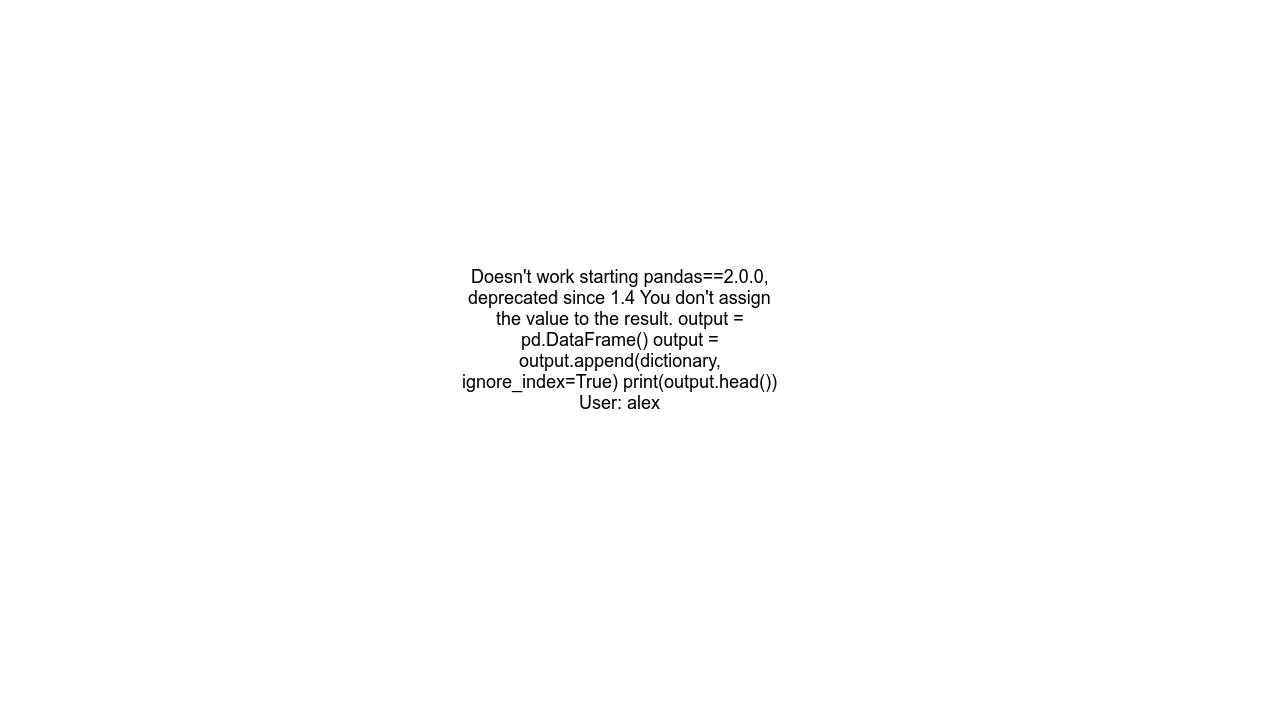 Doesn't work starting pandas==2.0.0,
deprecated since 1.4 You don't assign
the value to the result. output =
pd.DataFrame() output =
output.append(dictionary,
ignore_index=True) print(output.head())
User: alex